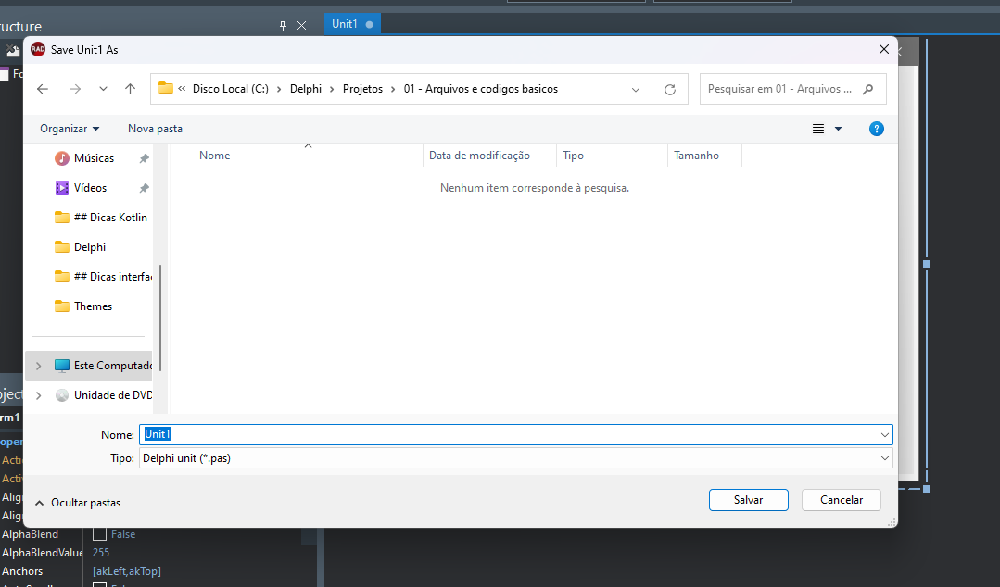 ructure
Unit1
RAD Save Unit1 As
Fo
« Disco Local (C:) › Delphi › Projetos › 01 - Arquivos e codigos basicos
Pesquisar em 01 - Arquivos ...
Organizar
Nova pasta
?
Nome
Data de modificação
Tipo
Tamanho
Nenhum item corresponde à pesquisa.
Músicas
Vídeos
## Dicas Kotlin
Delphi
## Dicas interfa
Themes
Este Computado
Unidade de DVD
Nome: Unit1
Tipo: Delphi unit (*.pas)
Ocultar pastas
Salvar
Cancelar
oject
rm1
oper
Acti
Activ
Align
Align
AlphaBlend False
AlphaBlendValue 255
Anchors [akLeft,akTop]